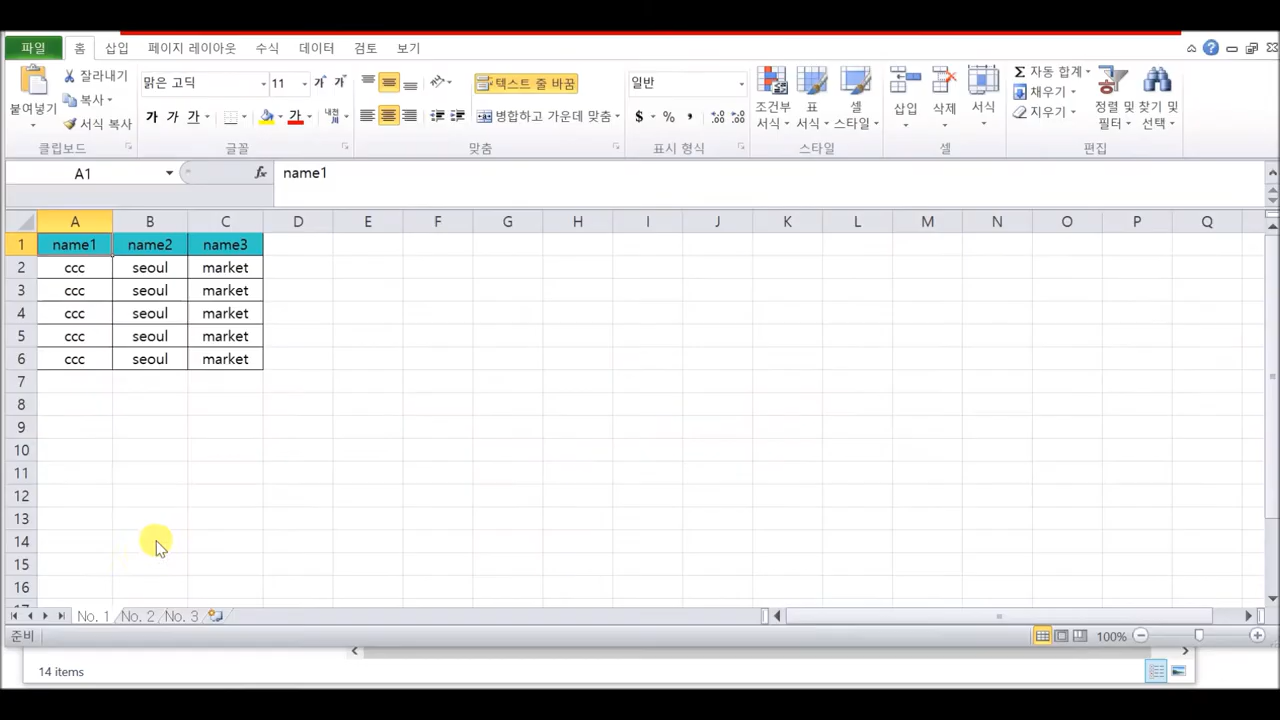 파일 홈 삽입 페이지 레이아웃 수식 데이터 검토 보기
붙여넣기
잘라내기
복사
서식 복사
클립보드
맑은 고딕 11 가 가
가 가 가 가 내천
글꼴
텍스트 줄 바꿈
병합하고 가운데 맞춤
맞춤
일반
$ % ,
표시 형식
조건부 서식
표 서식
셀 스타일
스타일
삽입 삭제 서식
셀
Σ 자동 합계
채우기
지우기
정렬 및 필터
찾기 및 선택
편집
A1 fx name1
A B C D E F G H I J K L M N O P Q
1 name1 name2 name3
2 ccc seoul market
3 ccc seoul market
4 ccc seoul market
5 ccc seoul market
6 ccc seoul market
7
8
9
10
11
12
13
14
15
16
No. 1 No. 2 No. 3
준비 100%
14 items